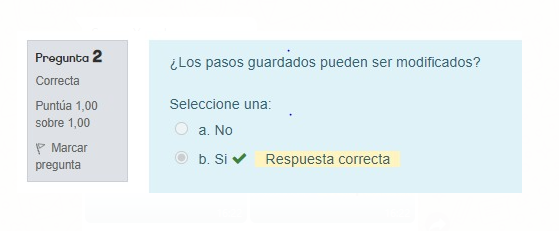 Pregunta 2
Correcta
Puntúa 1,00
sobre 1,00
Marcar
pregunta
¿Los pasos guardados pueden ser modificados?
Seleccione una:
a. No
b. Si Respuesta correcta